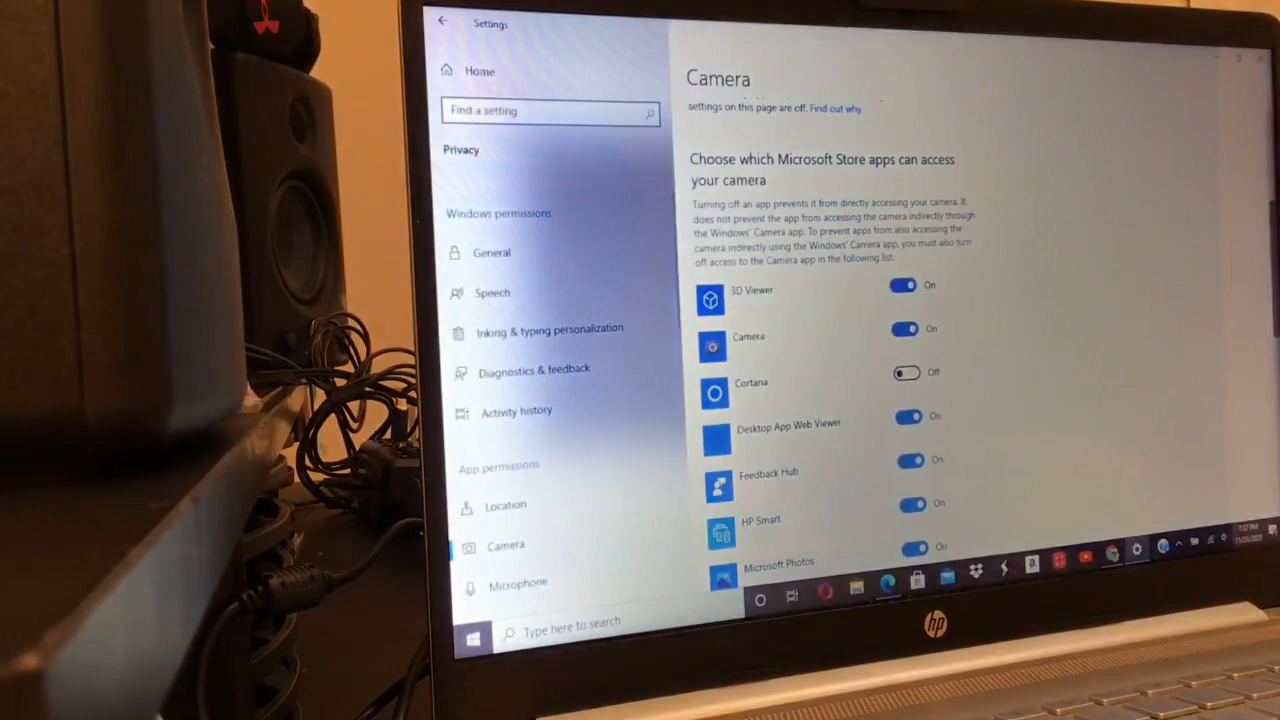 Settings
Home
Find a setting
Privacy
Windows permissions
General
Speech
Inking & typing personalization
Diagnostics & feedback
Activity history
App permissions
Location
Camera
Microphone
Camera
settings on this page are off. Find out why
Choose which Microsoft Store apps can access
your camera
Turning off an app prevents it from directly accessing your camera. It
does not prevent the app from accessing the camera indirectly through
the Windows' Camera app. To prevent apps from also accessing the
camera indirectly using the Windows' Camera app, you must also turn
off access to the Camera app in the following list.
3D Viewer On
Camera On
Cortana Off
Desktop App Web Viewer On
Feedback Hub On
HP Smart On
Microsoft Photos On
Type here to search
a
7:07 PM
hp